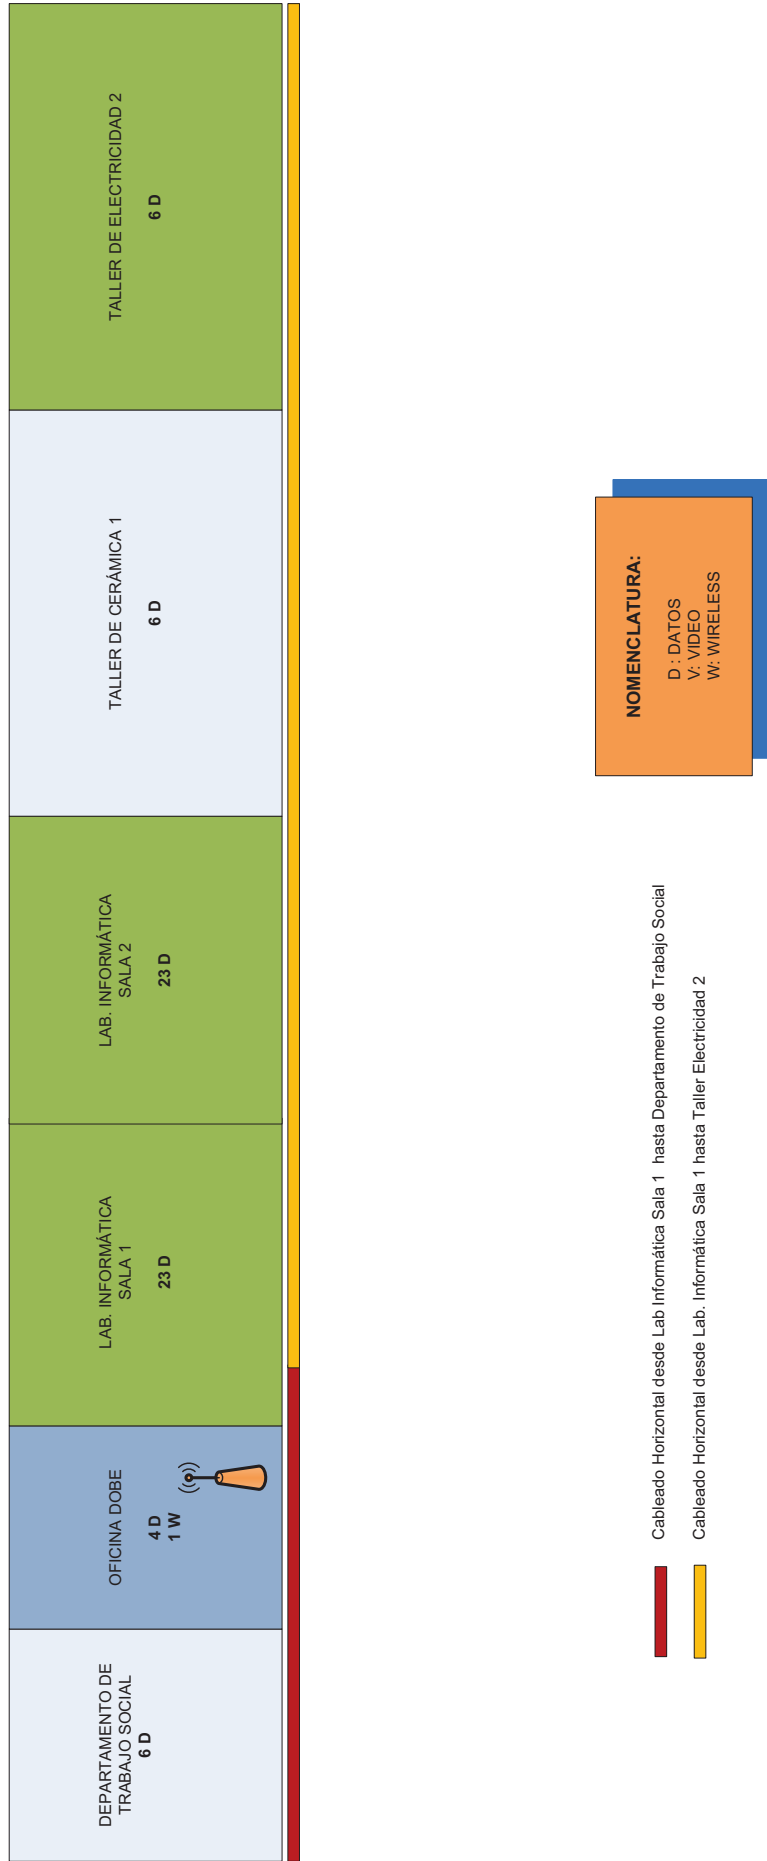 DEPARTAMENTO DE
TRABAJO SOCIAL
6 D
OFICINA DOBE
4 D
1 W
LAB. INFORMÁTICA
SALA 1
23 D
LAB. INFORMÁTICA
SALA 2
23 D
TALLER DE CERÁMICA 1
6 D
TALLER DE ELECTRICIDAD 2
6 D
Cableado Horizontal desde Lab Informática Sala 1 hasta Departamento de Trabajo Social
Cableado Horizontal desde Lab. Informática Sala 1 hasta Taller Electricidad 2
NOMENCLATURA:
D : DATOS
V: VIDEO
W: WIRELESS